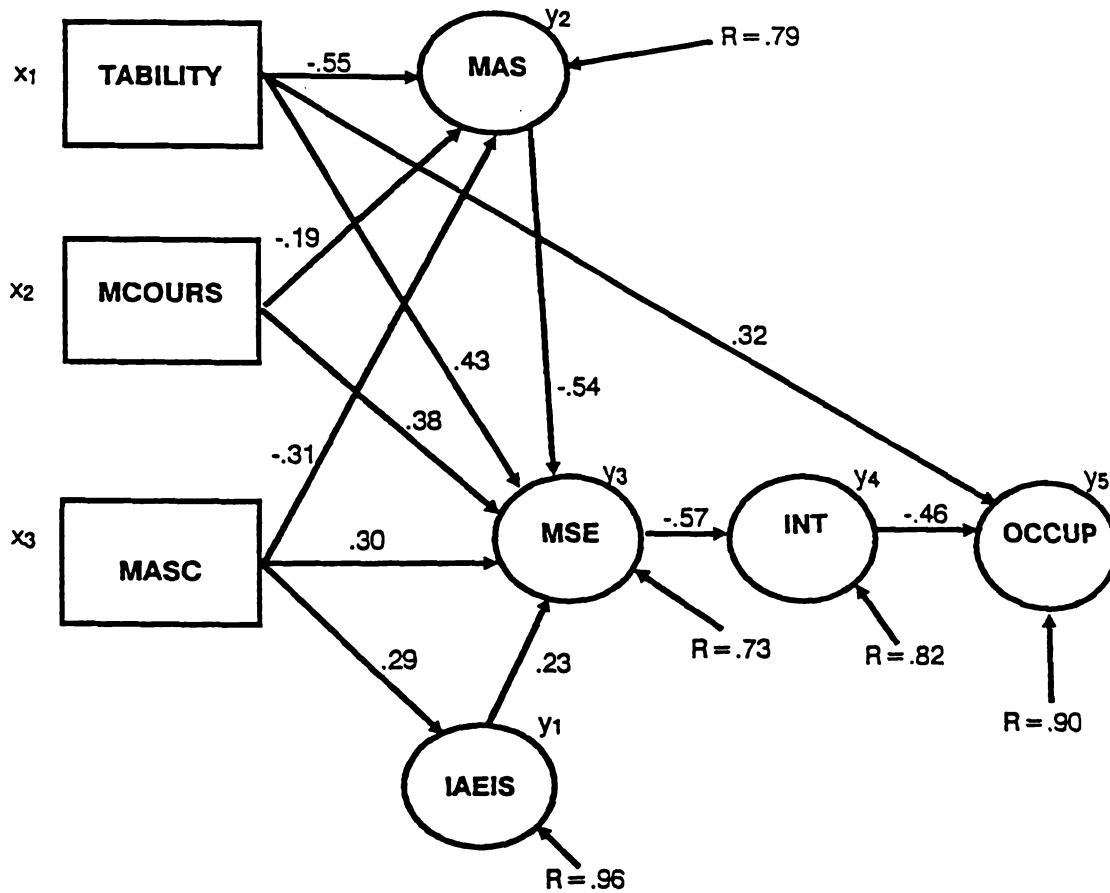 y2
MAS
R = .79
x1
TABILITY
-.55
-.19
x2
MCOURS
.32
.43
-.54
.38
-.31
y3
y4
y5
x3
MASC
.30
MSE
-.57
INT
-.46
OCCUP
.29
.23
R = .73
R = .82
R = .90
y1
IAEIS
R = .96